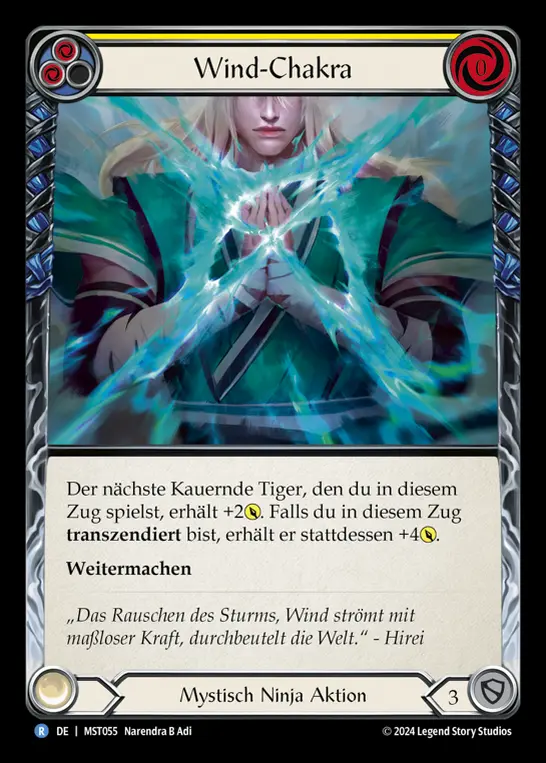 Wind-Chakra
0
Der nächste Kauernde Tiger, den du in diesem
Zug spielst, erhält +2. Falls du in diesem Zug
transzendiert bist, erhält er stattdessen +4.
Weitermachen
„Das Rauschen des Sturms, Wind strömt mit
maßloser Kraft, durchbeutelt die Welt.“ - Hirei
Mystisch Ninja Aktion
3
R DE | MST055 Narendra B Adi
© 2024 Legend Story Studios